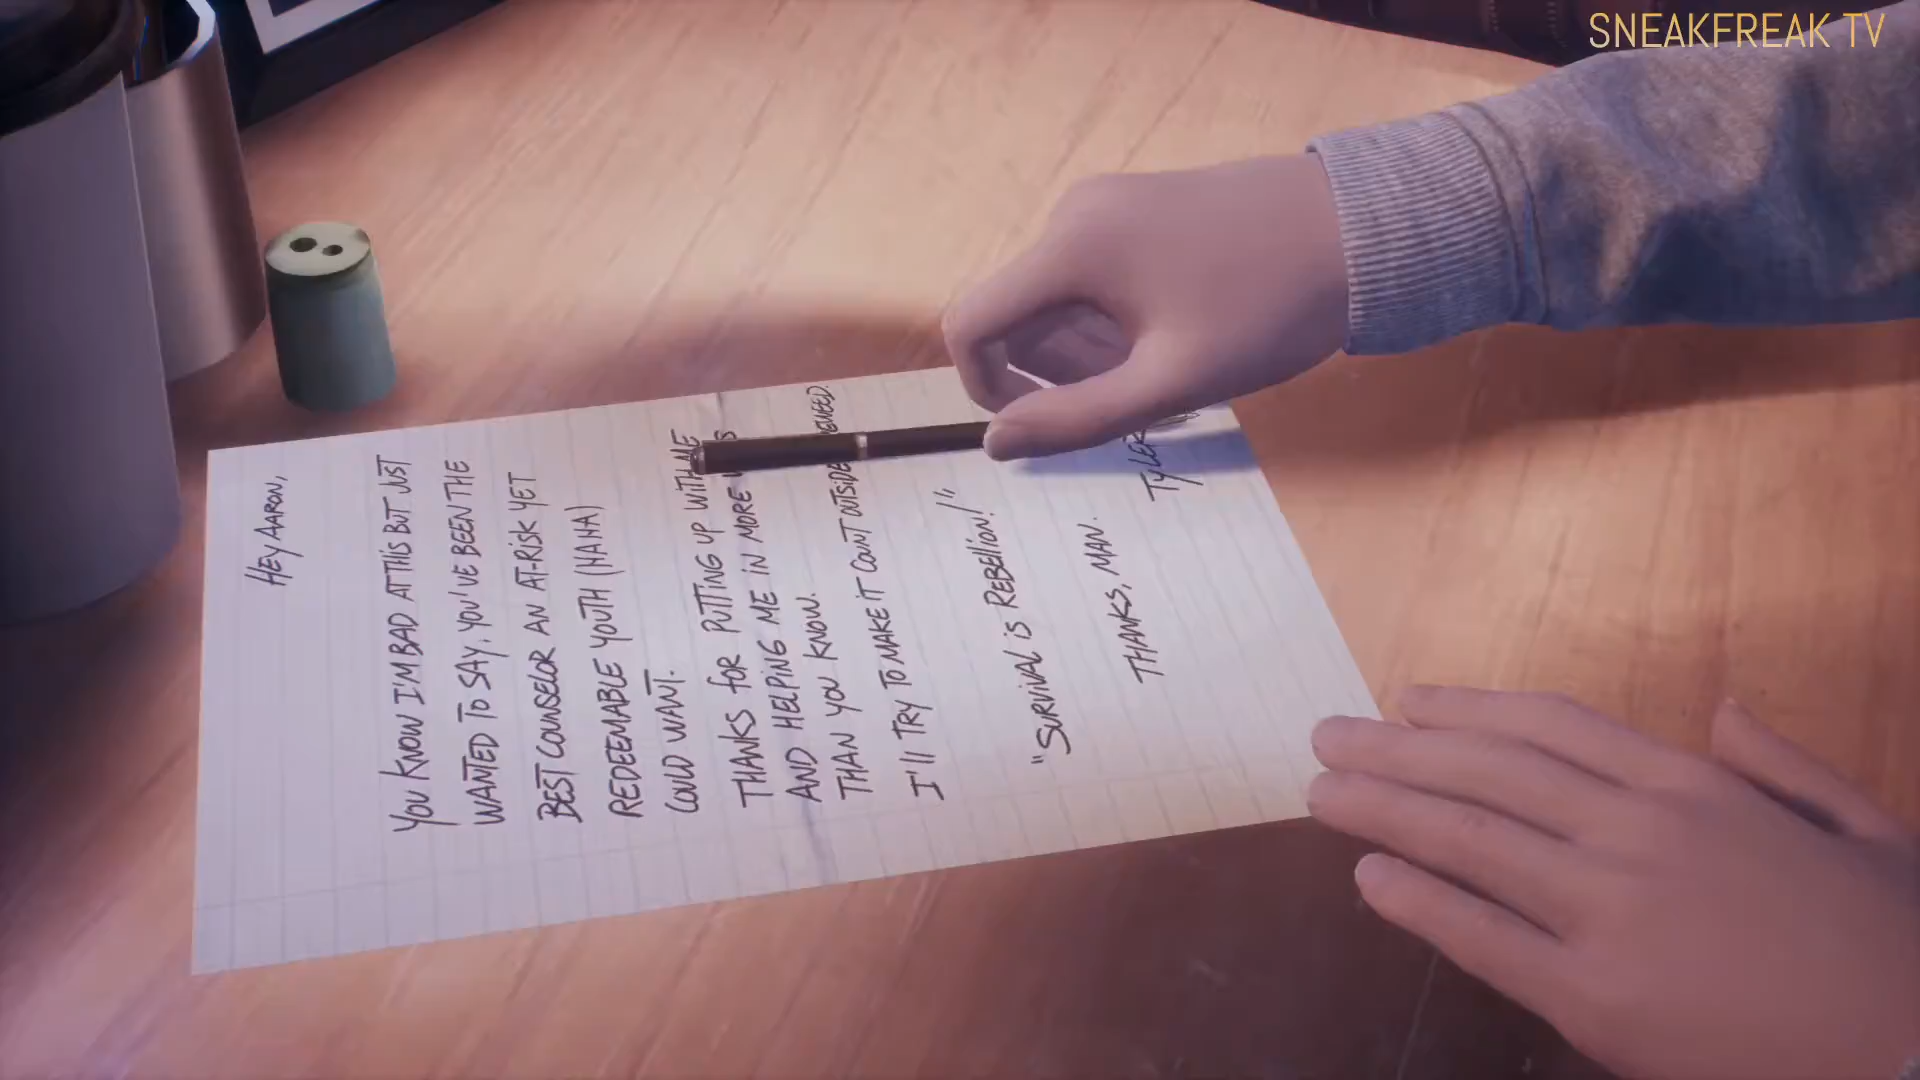 SNEAKFREAK TV
HEY AARON,
YOU KNOW I'M BAD AT THIS BUT JUST
WANTED TO SAY, YOU'VE BEEN THE
BEST COUNSELOR AN AT-RISK YET
REDEEMABLE YOUTH (HAHA)
COULD WANT.
THANKS FOR PUTTING UP WITH ME
AND HELPING ME IN MORE
THAN YOU KNOW.
I'll TRY TO MAKE IT COUNT OUTSIDE
"SURVIVAL is REBEllion!"
THANKS, MAN.
TYLER